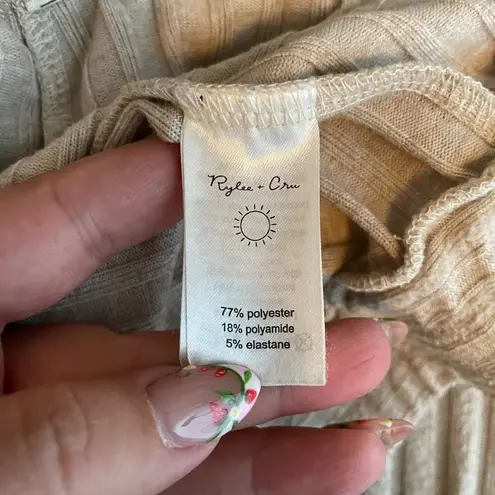 Rylee + Cru
77% polyester
18% polyamide
5% elastane